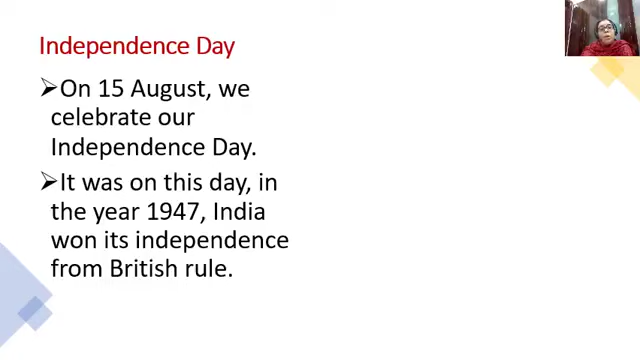 Independence Day
➢On 15 August, we
celebrate our
Independence Day.
➢It was on this day, in
the year 1947, India
won its independence
from British rule.